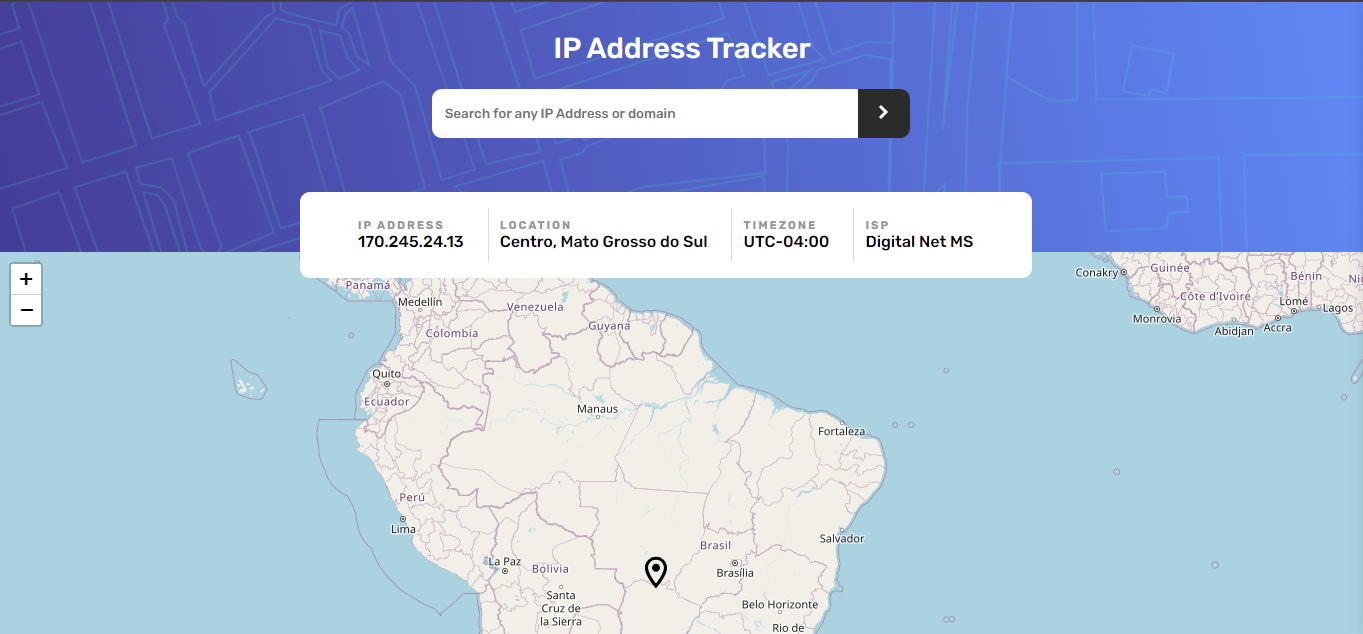 IP Address Tracker
Search for any IP Address or domain
IP ADDRESS
170.245.24.13
LOCATION
Centro, Mato Grosso do Sul
TIMEZONE
UTC-04:00
ISP
Digital Net MS
+
−
Panamá
Medellín
Venezuela
Colombia
Guyana
Quito
Ecuador
Manaus
Fortaleza
Perú
Lima
Salvador
Brasil
La Paz
Bolivia
Brasília
Santa
Cruz de
la Sierra
Belo Horizonte
Rio de
Conakry
Guinée
Bénin
Côte d'Ivoire
Lomé
Lagos
Monrovia
Abidjan
Accra